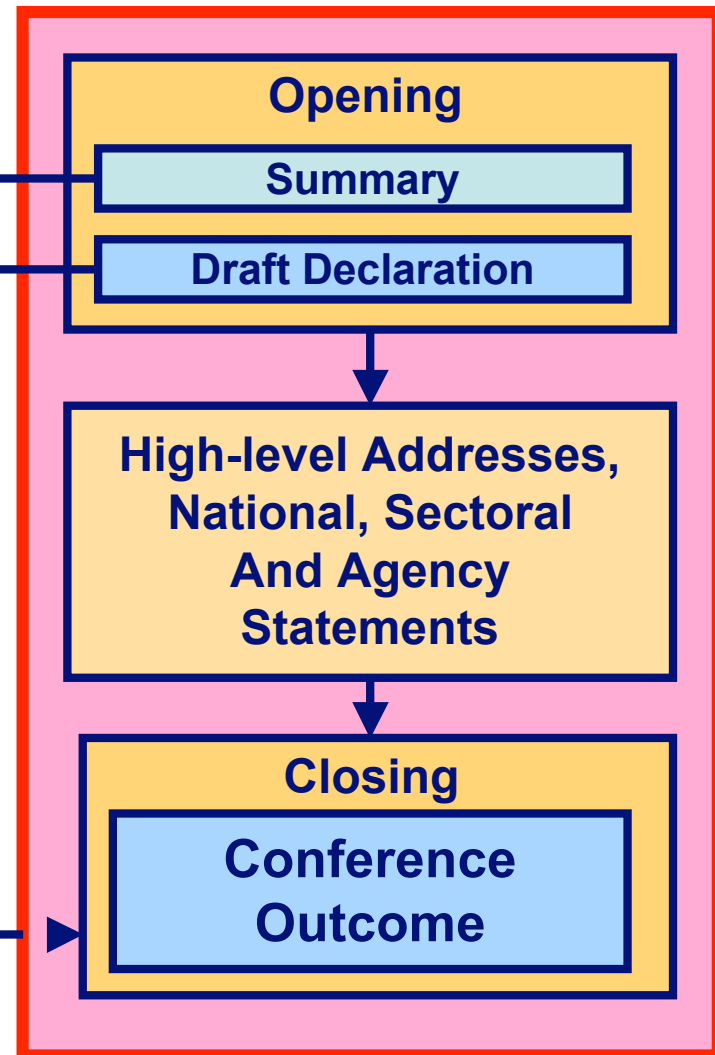 Opening
Summary
Draft Declaration
High-level Addresses,
National, Sectoral
And Agency
Statements
Closing
Conference
Outcome